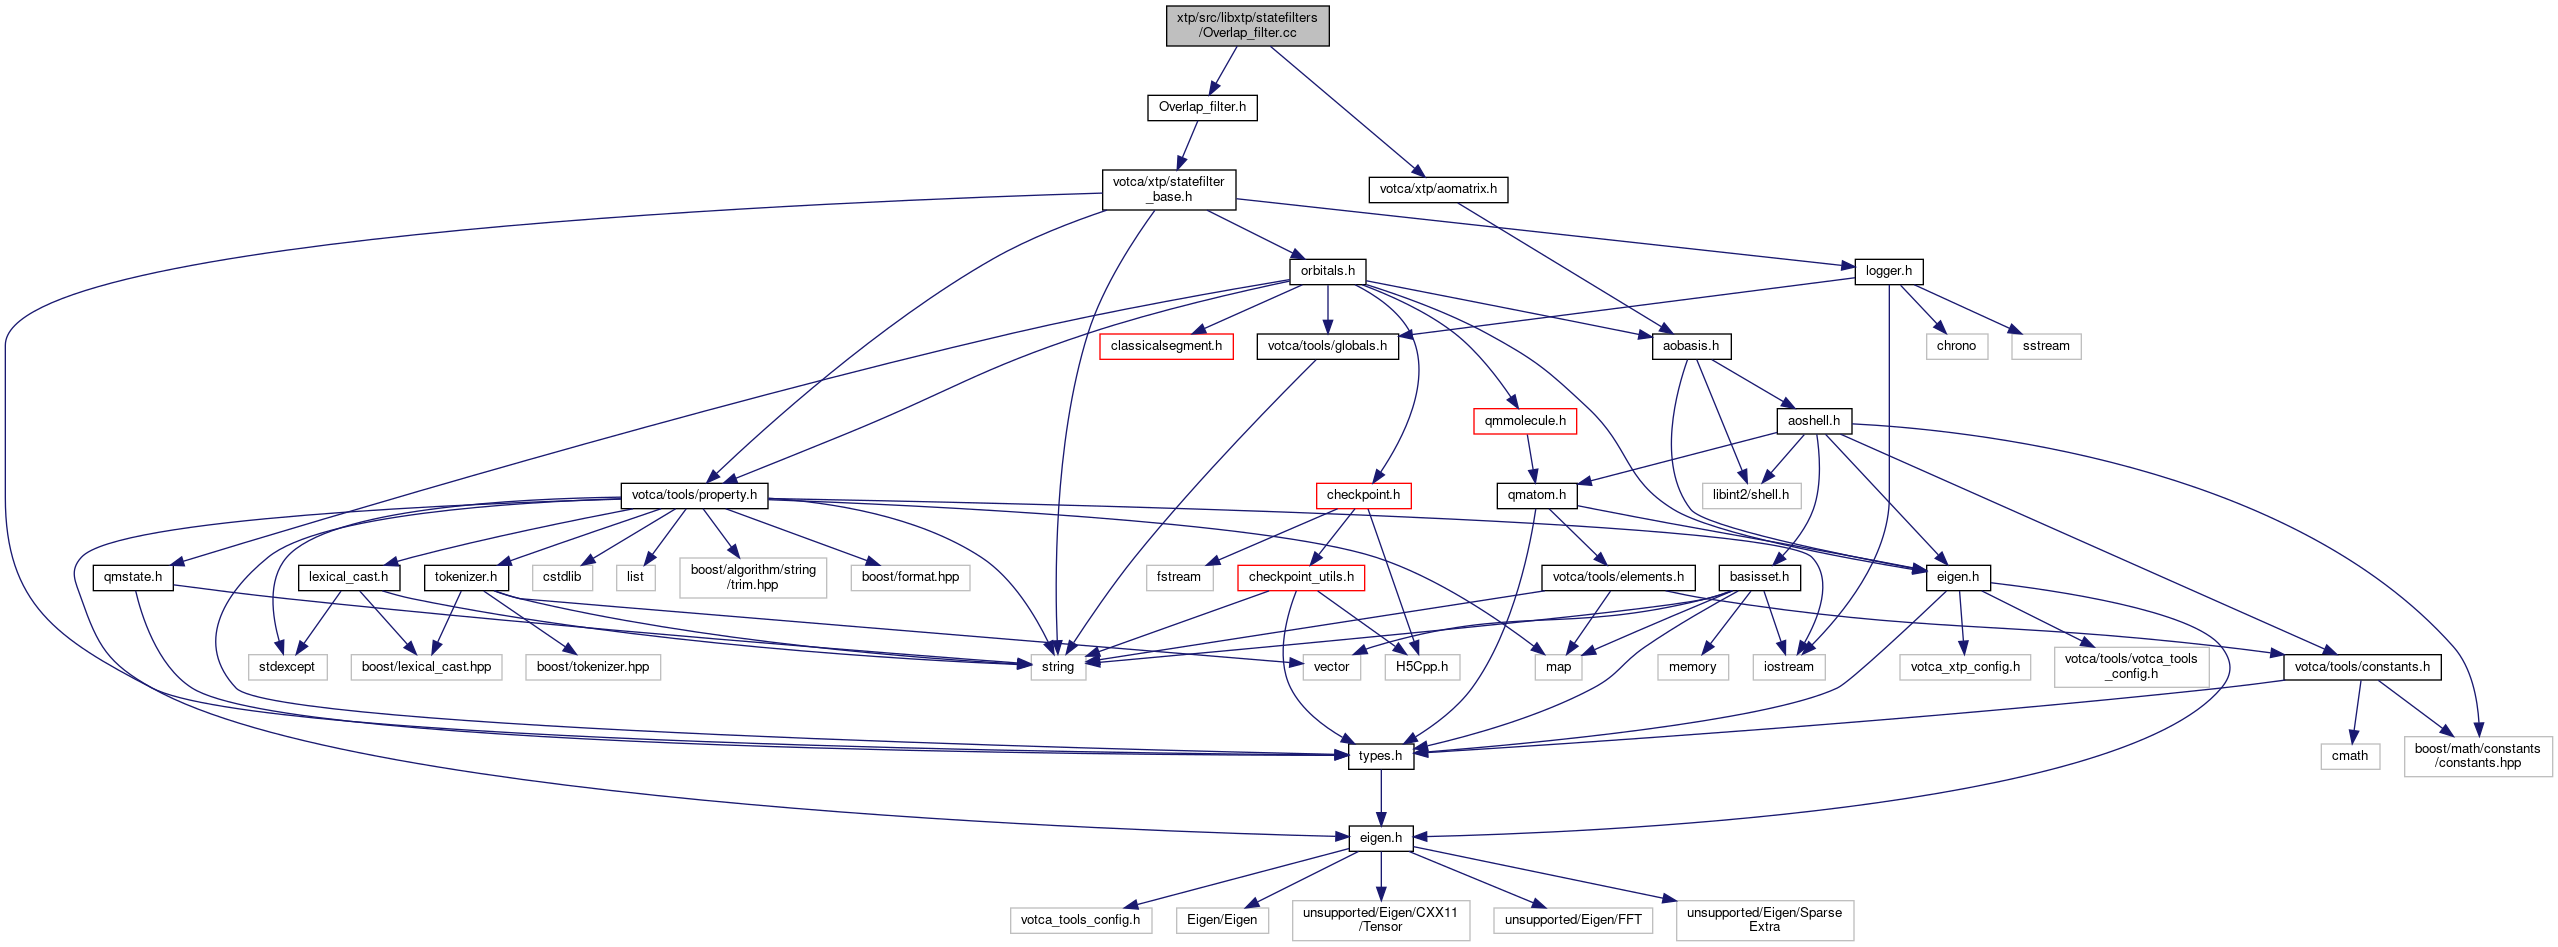 xtp/src/libxtp/statefilters
/Overlap_filter.cc
Overlap_filter.h
votca/xtp/statefilter
_base.h
votca/xtp/aomatrix.h
orbitals.h
logger.h
classicalsegment.h
votca/tools/globals.h
aobasis.h
chrono
sstream
qmmolecule.h
aoshell.h
votca/tools/property.h
checkpoint.h
qmatom.h
libint2/shell.h
qmstate.h
lexical_cast.h
tokenizer.h
cstdlib
list
boost/algorithm/string
/trim.hpp
boost/format.hpp
fstream
checkpoint_utils.h
votca/tools/elements.h
basisset.h
eigen.h
stdexcept
boost/lexical_cast.hpp
boost/tokenizer.hpp
string
vector
H5Cpp.h
map
memory
iostream
votca_xtp_config.h
votca/tools/votca_tools
_config.h
votca/tools/constants.h
types.h
cmath
boost/math/constants
/constants.hpp
eigen.h
votca_tools_config.h
Eigen/Eigen
unsupported/Eigen/CXX11
/Tensor
unsupported/Eigen/FFT
unsupported/Eigen/Sparse
Extra